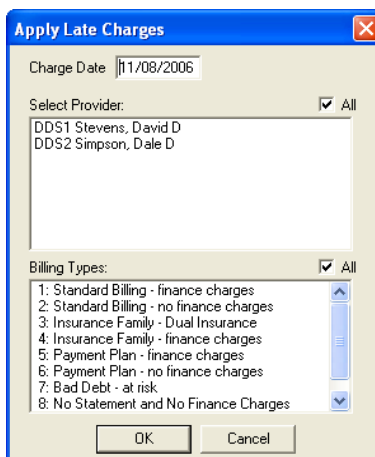 Apply Late Charges
Charge Date 11/08/2006
Select Provider: All
DDS1 Stevens, David D
DDS2 Simpson, Dale D
Billing Types: All
1: Standard Billing - finance charges
2: Standard Billing - no finance charges
3: Insurance Family - Dual Insurance
4: Insurance Family - finance charges
5: Payment Plan - finance charges
6: Payment Plan - no finance charges
7: Bad Debt - at risk
8: No Statement and No Finance Charges
OK Cancel